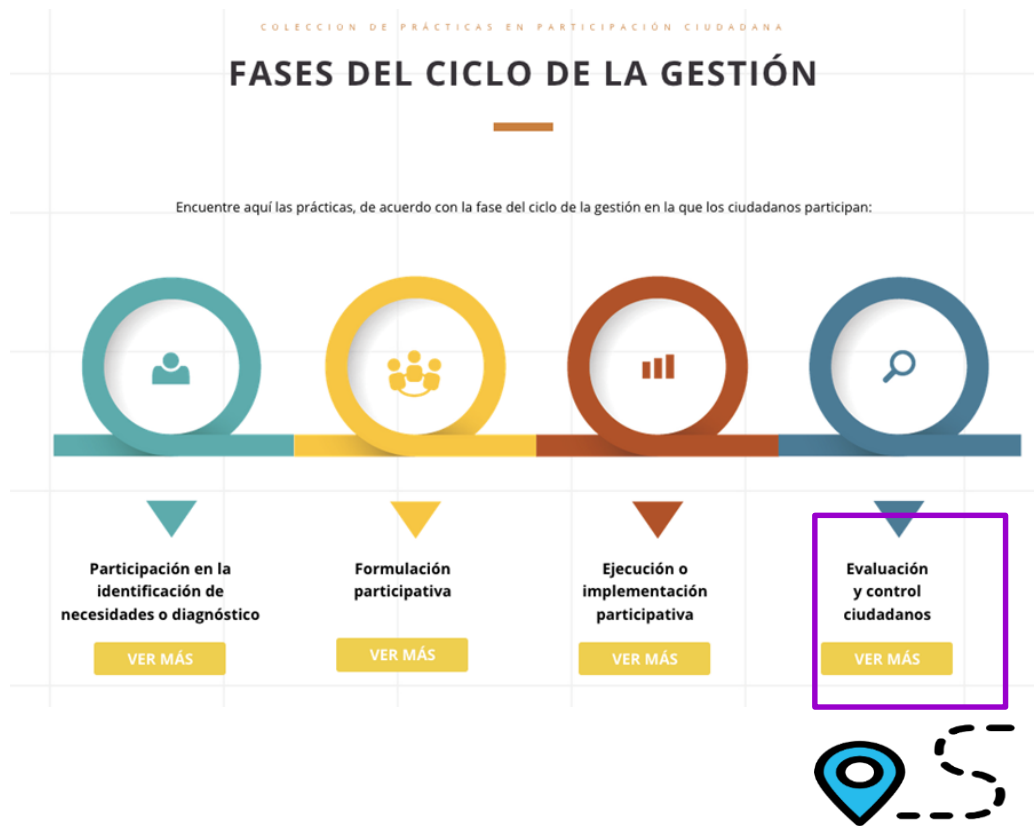 COLECCION DE PRÁCTICAS EN PARTICIPACIÓN CIUDADANA
FASES DEL CICLO DE LA GESTIÓN
Encuentre aquí las prácticas, de acuerdo con la fase del ciclo de la gestión en la que los ciudadanos participan:
Participación en la
identificación de
necesidades o diagnóstico
VER MÁS
Formulación
participativa
VER MÁS
Ejecución o
implementación
participativa
VER MÁS
Evaluación
y control
ciudadanos
VER MÁS